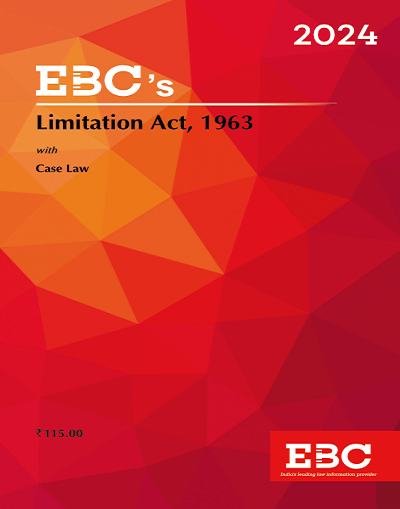 2024
EBC's
Limitation Act, 1963
with
Case Law
₹ 115.00
EBC
India's leading law information provider